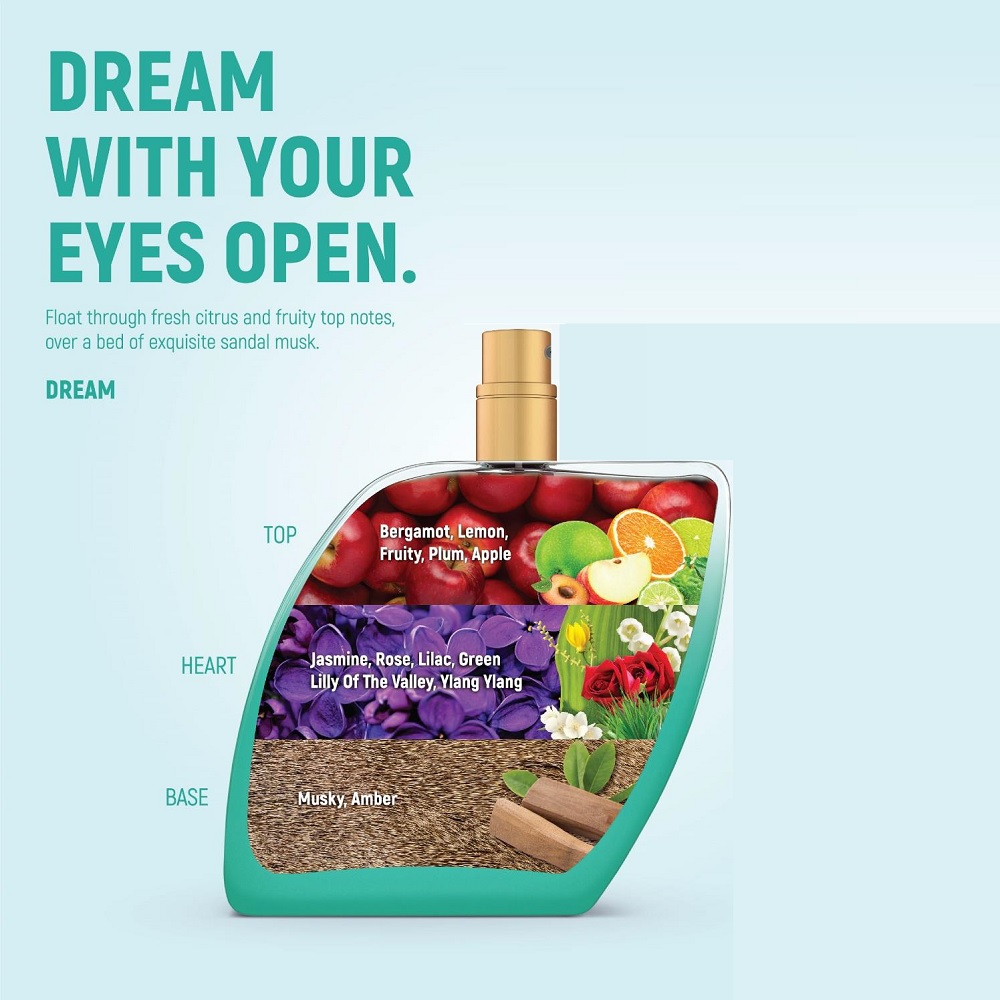 DREAM
WITH YOUR
EYES OPEN.
Float through fresh citrus and fruity top notes,
over a bed of exquisite sandal musk.
DREAM
TOP
Bergamot, Lemon,
Fruity, Plum, Apple
HEART
Jasmine, Rose, Lilac, Green
Lilly Of The Valley, Ylang Ylang
BASE
Musky, Amber